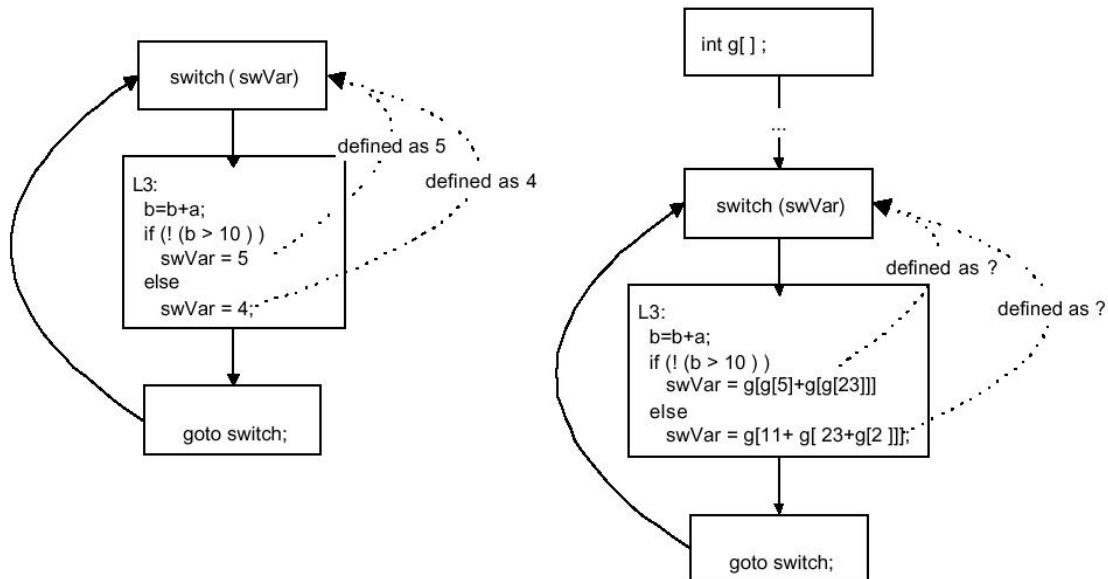 switch ( swVar)
defined as 5
defined as 4
L3:
b=b+a;
if (! (b > 10 ) )
swVar = 5
else
swVar = 4;
goto switch;
int g[ ] ;
...
switch (swVar)
defined as ?
defined as ?
L3:
b=b+a;
if (! (b > 10 ) )
swVar = g[g[5]+g[g[23]]]
else
swVar = g[11+ g[ 23+g[2 ]]];
goto switch;